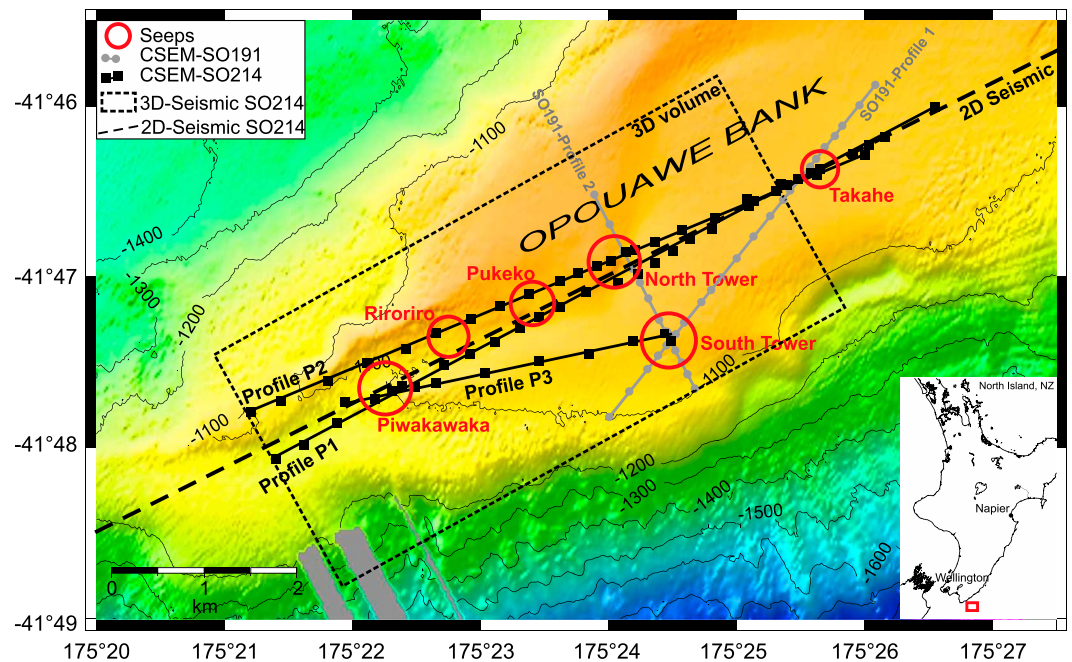 Seeps
CSEM-SO191
CSEM-SO214
3D-Seismic SO214
2D-Seismic SO214
-41°46
-41°47
-41°48
-41°49
175°20
175°21
175°22
175°23
175°24
175°25
175°26
175°27
-1100
SO191-Profile 2
3D volume
SO191-Profile 1
2D Seismic
OPOUAWE BANK
Takahe
-1400
-1300
-1200
Pukeko
North Tower
Riroriro
South Tower
Profile P2
Profile P3
-1100
-1100
Piwakawaka
Profile P1
-1200
-1300
-1400
-1500
-1600
0 1 2
km
North Island, NZ
Napier
Wellington